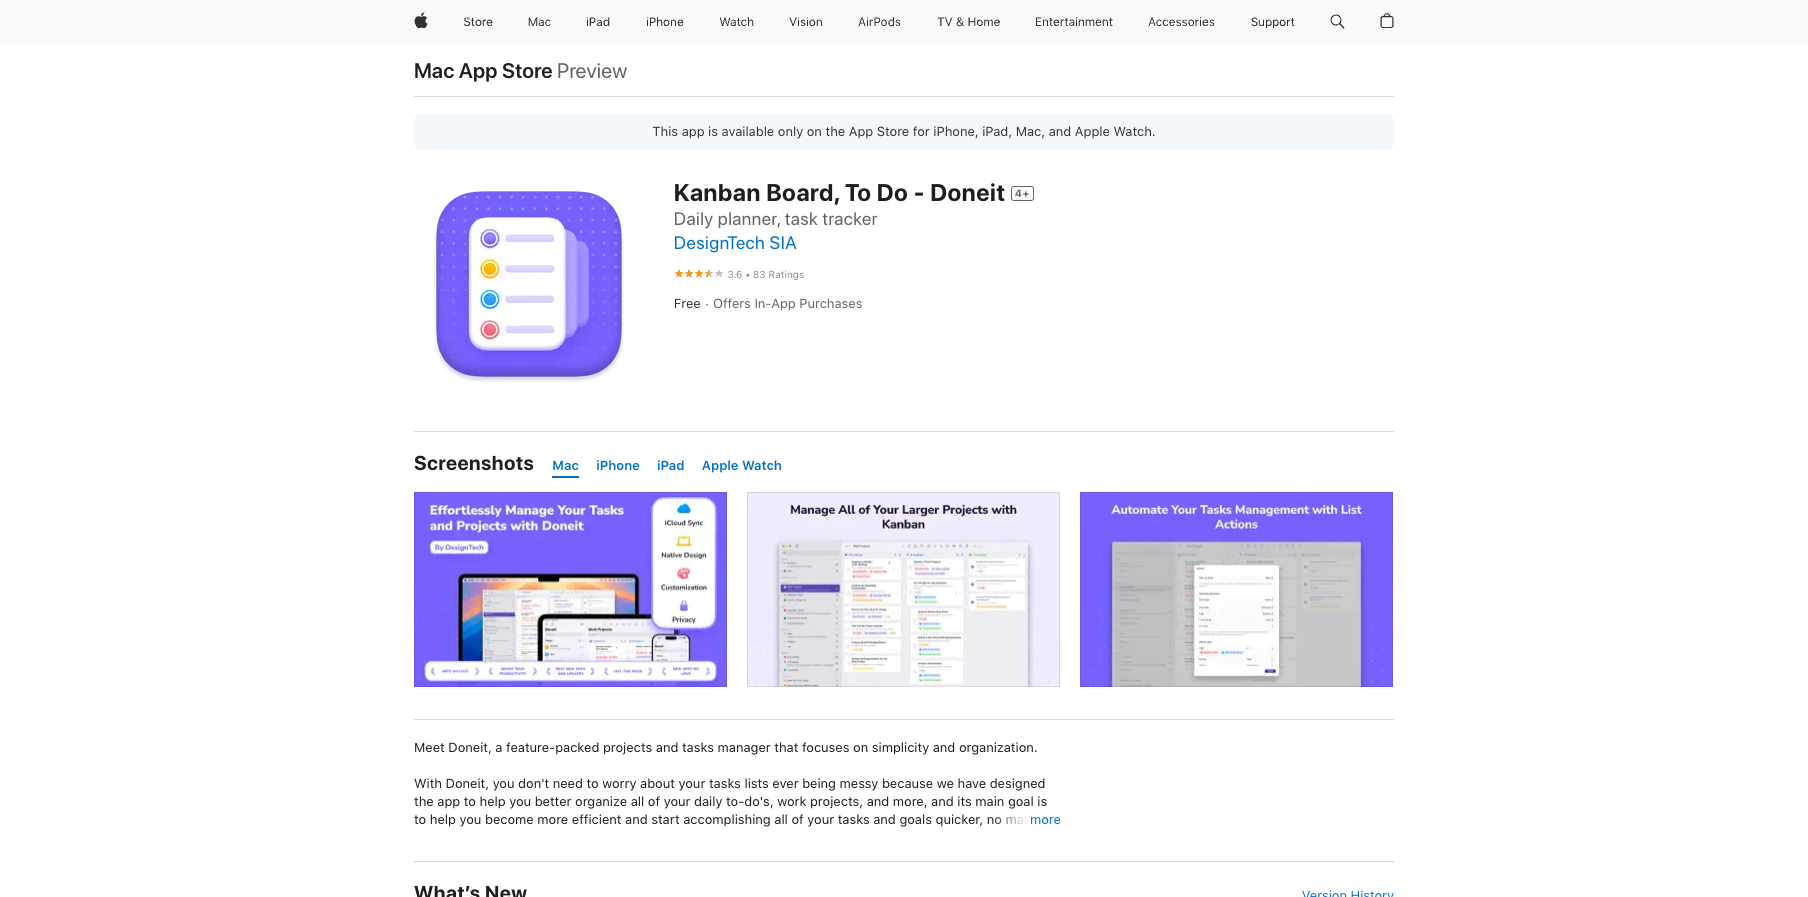 Store Mac iPad iPhone Watch Vision AirPods TV & Home Entertainment Accessories Support
Mac App Store Preview
This app is available only on the App Store for iPhone, iPad, Mac, and Apple Watch.
Kanban Board, To Do - Doneit 4+
Daily planner, task tracker
DesignTech SIA
3.6 • 83 Ratings
Free · Offers In-App Purchases
Screenshots Mac iPhone iPad Apple Watch
Effortlessly Manage Your Tasks
and Projects with Doneit
By DesignTech
iCloud Sync
Native Design
Customization
Privacy
Manage All of Your Larger Projects with
Kanban
Automate Your Tasks Management with List
Actions
Meet Doneit, a feature-packed projects and tasks manager that focuses on simplicity and organization.
With Doneit, you don't need to worry about your tasks lists ever being messy because we have designed
the app to help you better organize all of your daily to-do's, work projects, and more, and its main goal is
to help you become more efficient and start accomplishing all of your tasks and goals quicker, no ma more
What's New
Version History